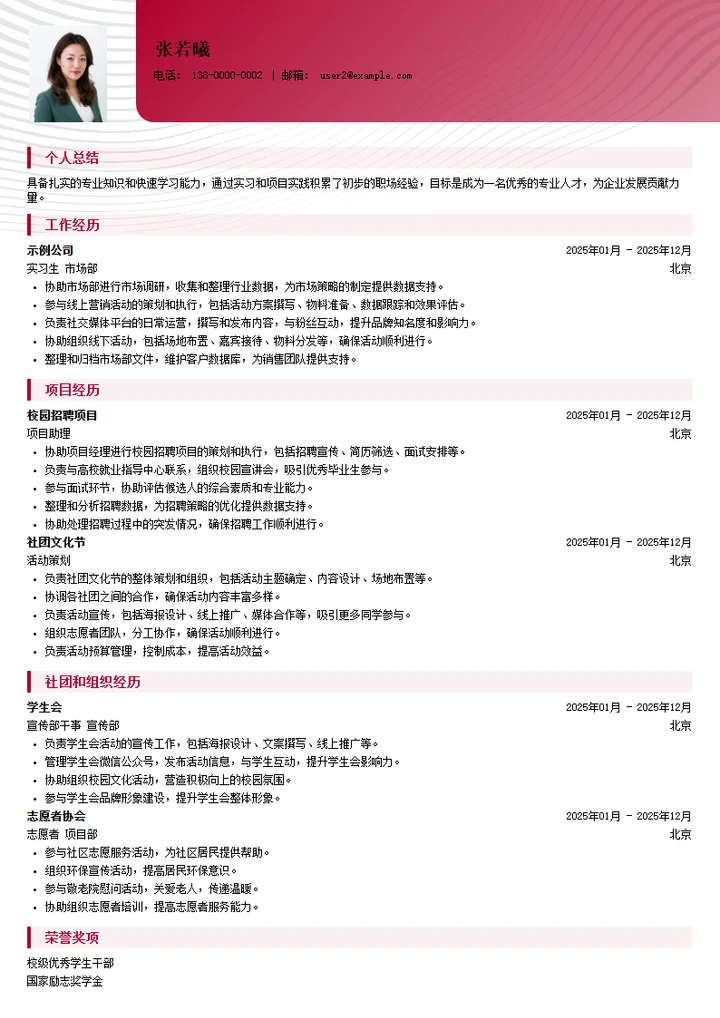 张若曦
电话： 138-0000-0002 | 邮箱： user2@example.com
个人总结
具备扎实的专业知识和快速学习能力，通过实习和项目实践积累了初步的职场经验，目标是成为一名优秀的专业人才，为企业发展贡献力
量。
工作经历
示例公司 2025年01月 - 2025年12月
实习生 市场部 北京
• 协助市场部进行市场调研，收集和整理行业数据，为市场策略的制定提供数据支持。
• 参与线上营销活动的策划和执行，包括活动方案撰写、物料准备、数据跟踪和效果评估。
• 负责社交媒体平台的日常运营，撰写和发布内容，与粉丝互动，提升品牌知名度和影响力。
• 协助组织线下活动，包括场地布置、嘉宾接待、物料分发等，确保活动顺利进行。
• 整理和归档市场部文件，维护客户数据库，为销售团队提供支持。
项目经历
校园招聘项目 2025年01月 - 2025年12月
项目助理 北京
• 协助项目经理进行校园招聘项目的策划和执行，包括招聘宣传、简历筛选、面试安排等。
• 负责与高校就业指导中心联系，组织校园宣讲会，吸引优秀毕业生参与。
• 参与面试环节，协助评估候选人的综合素质和专业能力。
• 整理和分析招聘数据，为招聘策略的优化提供数据支持。
• 协助处理招聘过程中的突发情况，确保招聘工作顺利进行。
社团文化节 2025年01月 - 2025年12月
活动策划 北京
• 负责社团文化节的整体策划和组织，包括活动主题确定、内容设计、场地布置等。
• 协调各社团之间的合作，确保活动内容丰富多样。
• 负责活动宣传，包括海报设计、线上推广、媒体合作等，吸引更多同学参与。
• 组织志愿者团队，分工协作，确保活动顺利进行。
• 负责活动预算管理，控制成本，提高活动效益。
社团和组织经历
学生会 2025年01月 - 2025年12月
宣传部干事 宣传部 北京
• 负责学生会活动的宣传工作，包括海报设计、文案撰写、线上推广等。
• 管理学生会微信公众号，发布活动信息，与学生互动，提升学生会影响力。
• 协助组织校园文化活动，营造积极向上的校园氛围。
• 参与学生会品牌形象建设，提升学生会整体形象。
志愿者协会 2025年01月 - 2025年12月
志愿者 项目部 北京
• 参与社区志愿服务活动，为社区居民提供帮助。
• 组织环保宣传活动，提高居民环保意识。
• 参与敬老院慰问活动，关爱老人，传递温暖。
• 协助组织志愿者培训，提高志愿者服务能力。
荣誉奖项
校级优秀学生干部
国家励志奖学金